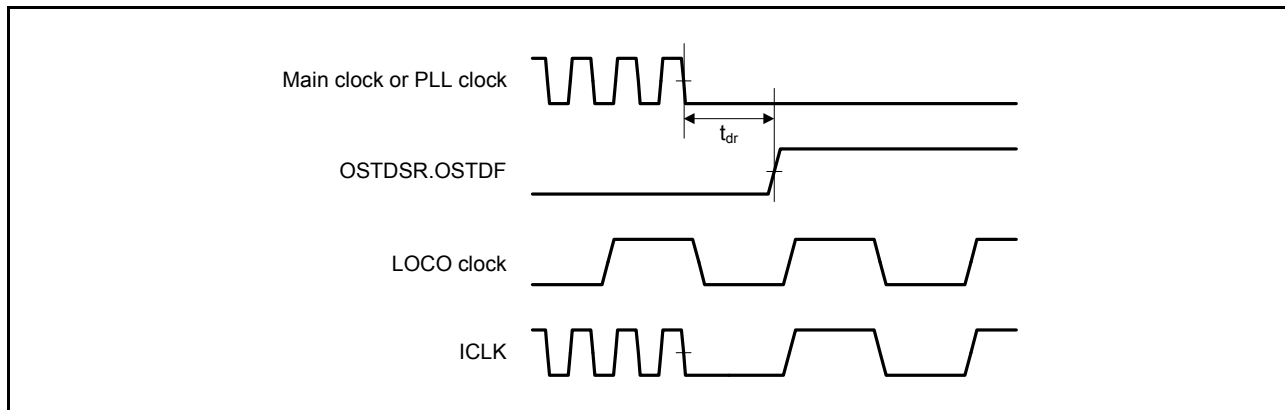 Main clock or PLL clock
tdr
OSTDSR.OSTDF
LOCO clock
ICLK